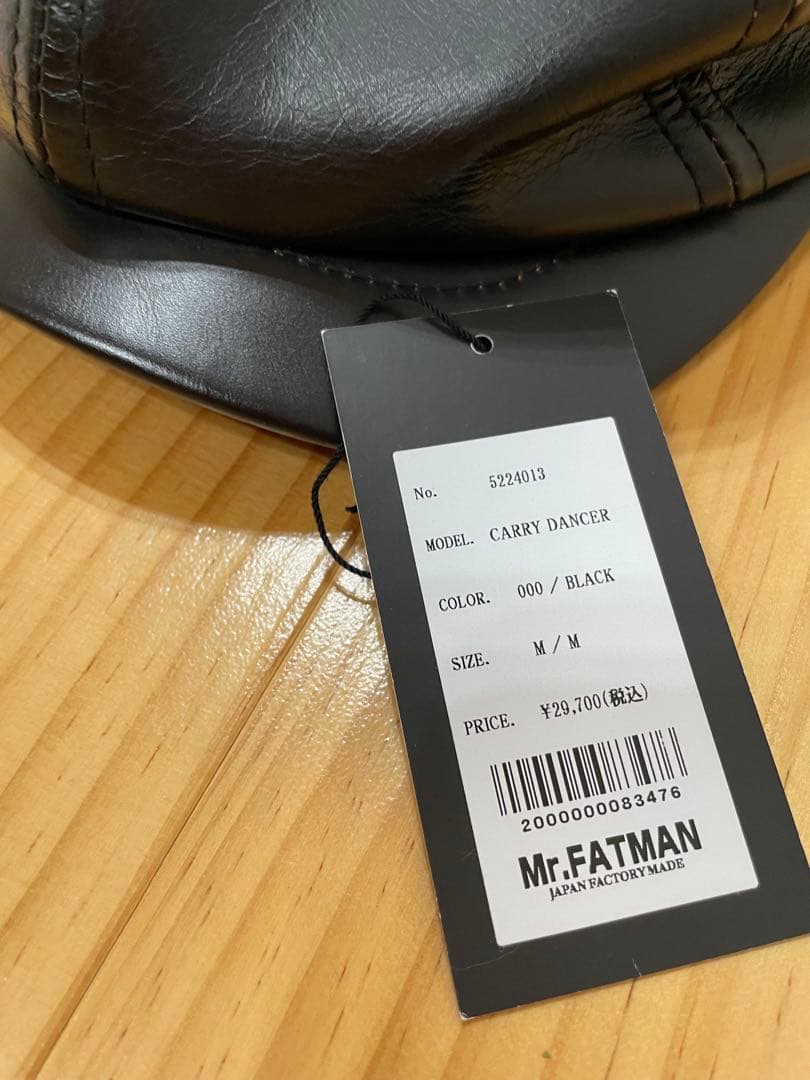 No. 5224013
MODEL. CARRY DANCER
COLOR. 000 / BLACK
SIZE. M / M
PRICE. ¥29,700(税込)
2000000083476
Mr.FATMAN
JAPAN FACTORY MADE